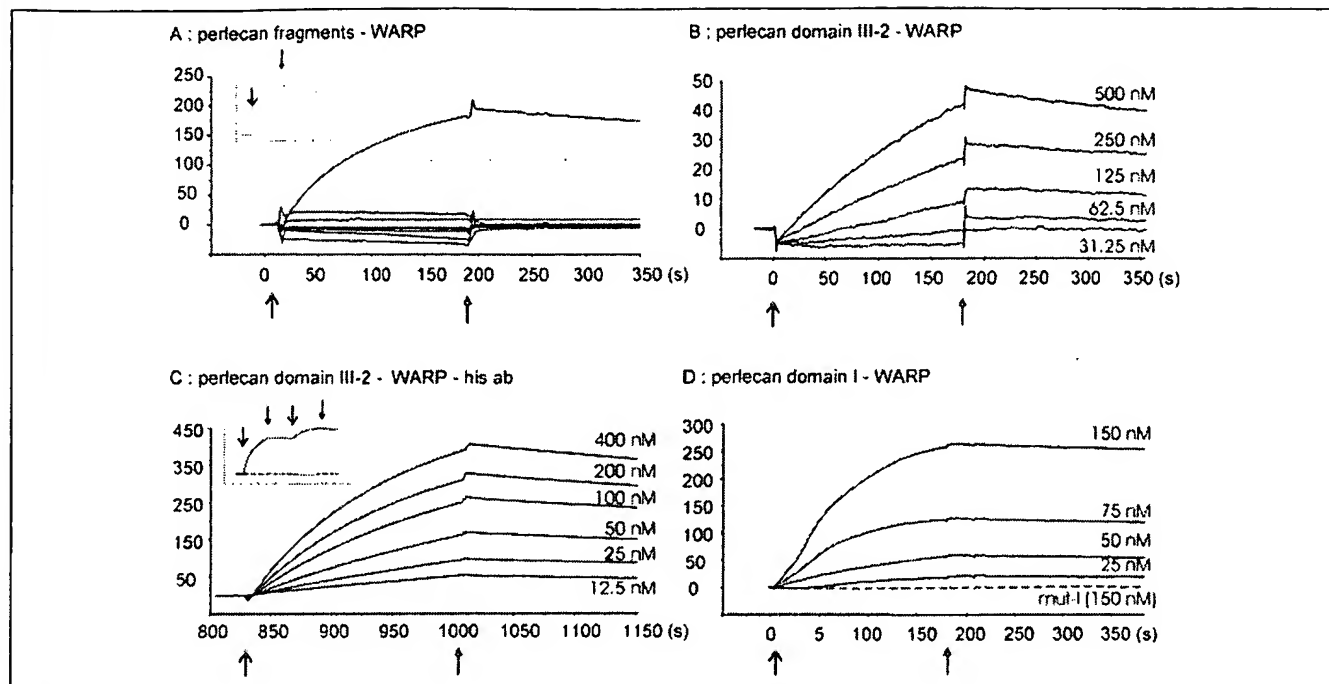 A : perlecan fragments - WARP
250
200
150
100
50
0
0 50 100 150 200 250 300 350 (s)
B : perlecan domain III-2 - WARP
50
40
30
20
10
0
500 nM
250 nM
125 nM
62.5 nM
31.25 nM
0 50 100 150 200 250 300 350 (s)
C : perlecan domain III-2 - WARP - his ab
450
350
250
150
50
400 nM
200 nM
100 nM
50 nM
25 nM
12.5 nM
800 850 900 950 1000 1050 1100 1150 (s)
D : perlecan domain I - WARP
300
250
200
150
100
50
0
150 nM
75 nM
50 nM
25 nM
mut-I (150 nM)
0 5 100 150 200 250 300 350 (s)